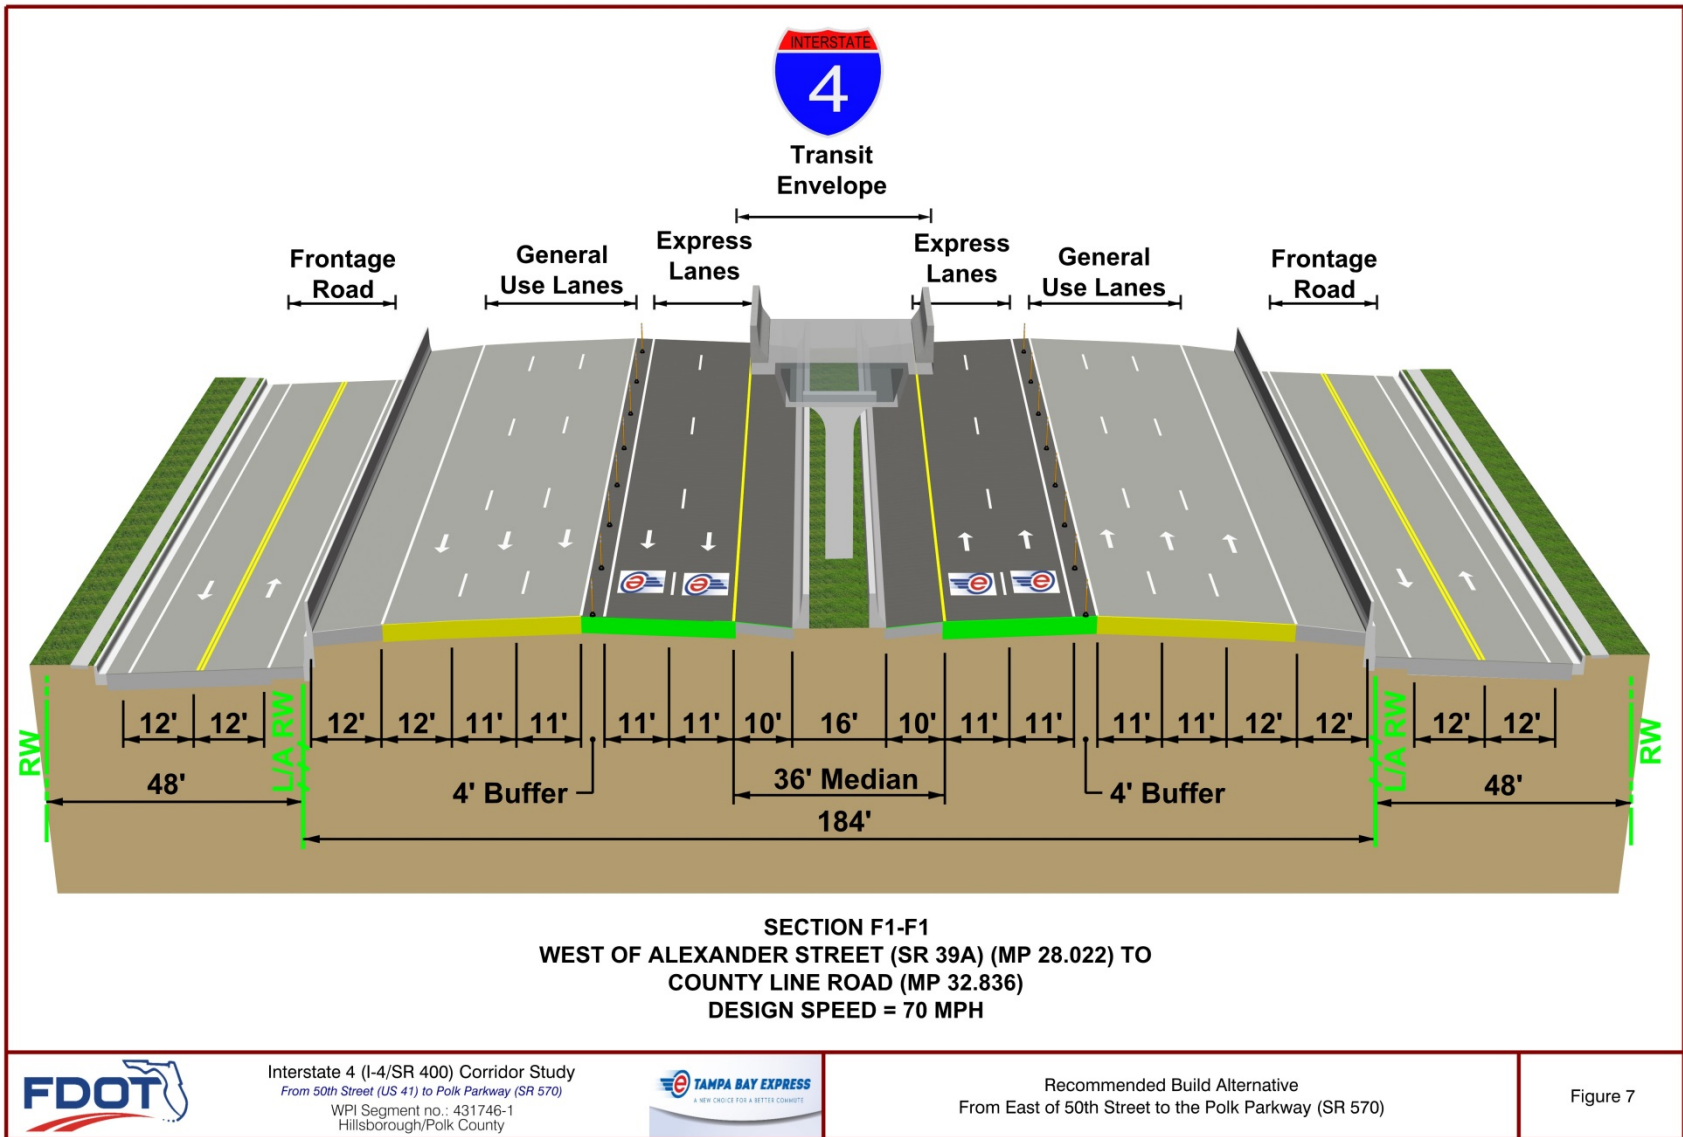 INTERSTATE
4
Transit
Envelope
Frontage
Road
General
Use Lanes
Express
Lanes
Express
Lanes
General
Use Lanes
Frontage
Road
e e e e
RW
12' 12'
L/A RW
12' 12' 11' 11' 11' 11' 10' 16' 10' 11' 11' 11' 11' 12' 12'
L/A RW
12' 12'
RW
48'
4' Buffer
36' Median
4' Buffer
48'
184'
SECTION F1-F1
WEST OF ALEXANDER STREET (SR 39A) (MP 28.022) TO
COUNTY LINE ROAD (MP 32.836)
DESIGN SPEED = 70 MPH
FDOT
Interstate 4 (I-4/SR 400) Corridor Study
From 50th Street (US 41) to Polk Parkway (SR 570)
WPI Segment no.: 431746-1
Hillsborough/Polk County
e TAMPA BAY EXPRESS
A NEW CHOICE FOR A BETTER COMMUTE
Recommended Build Alternative
From East of 50th Street to the Polk Parkway (SR 570)
Figure 7